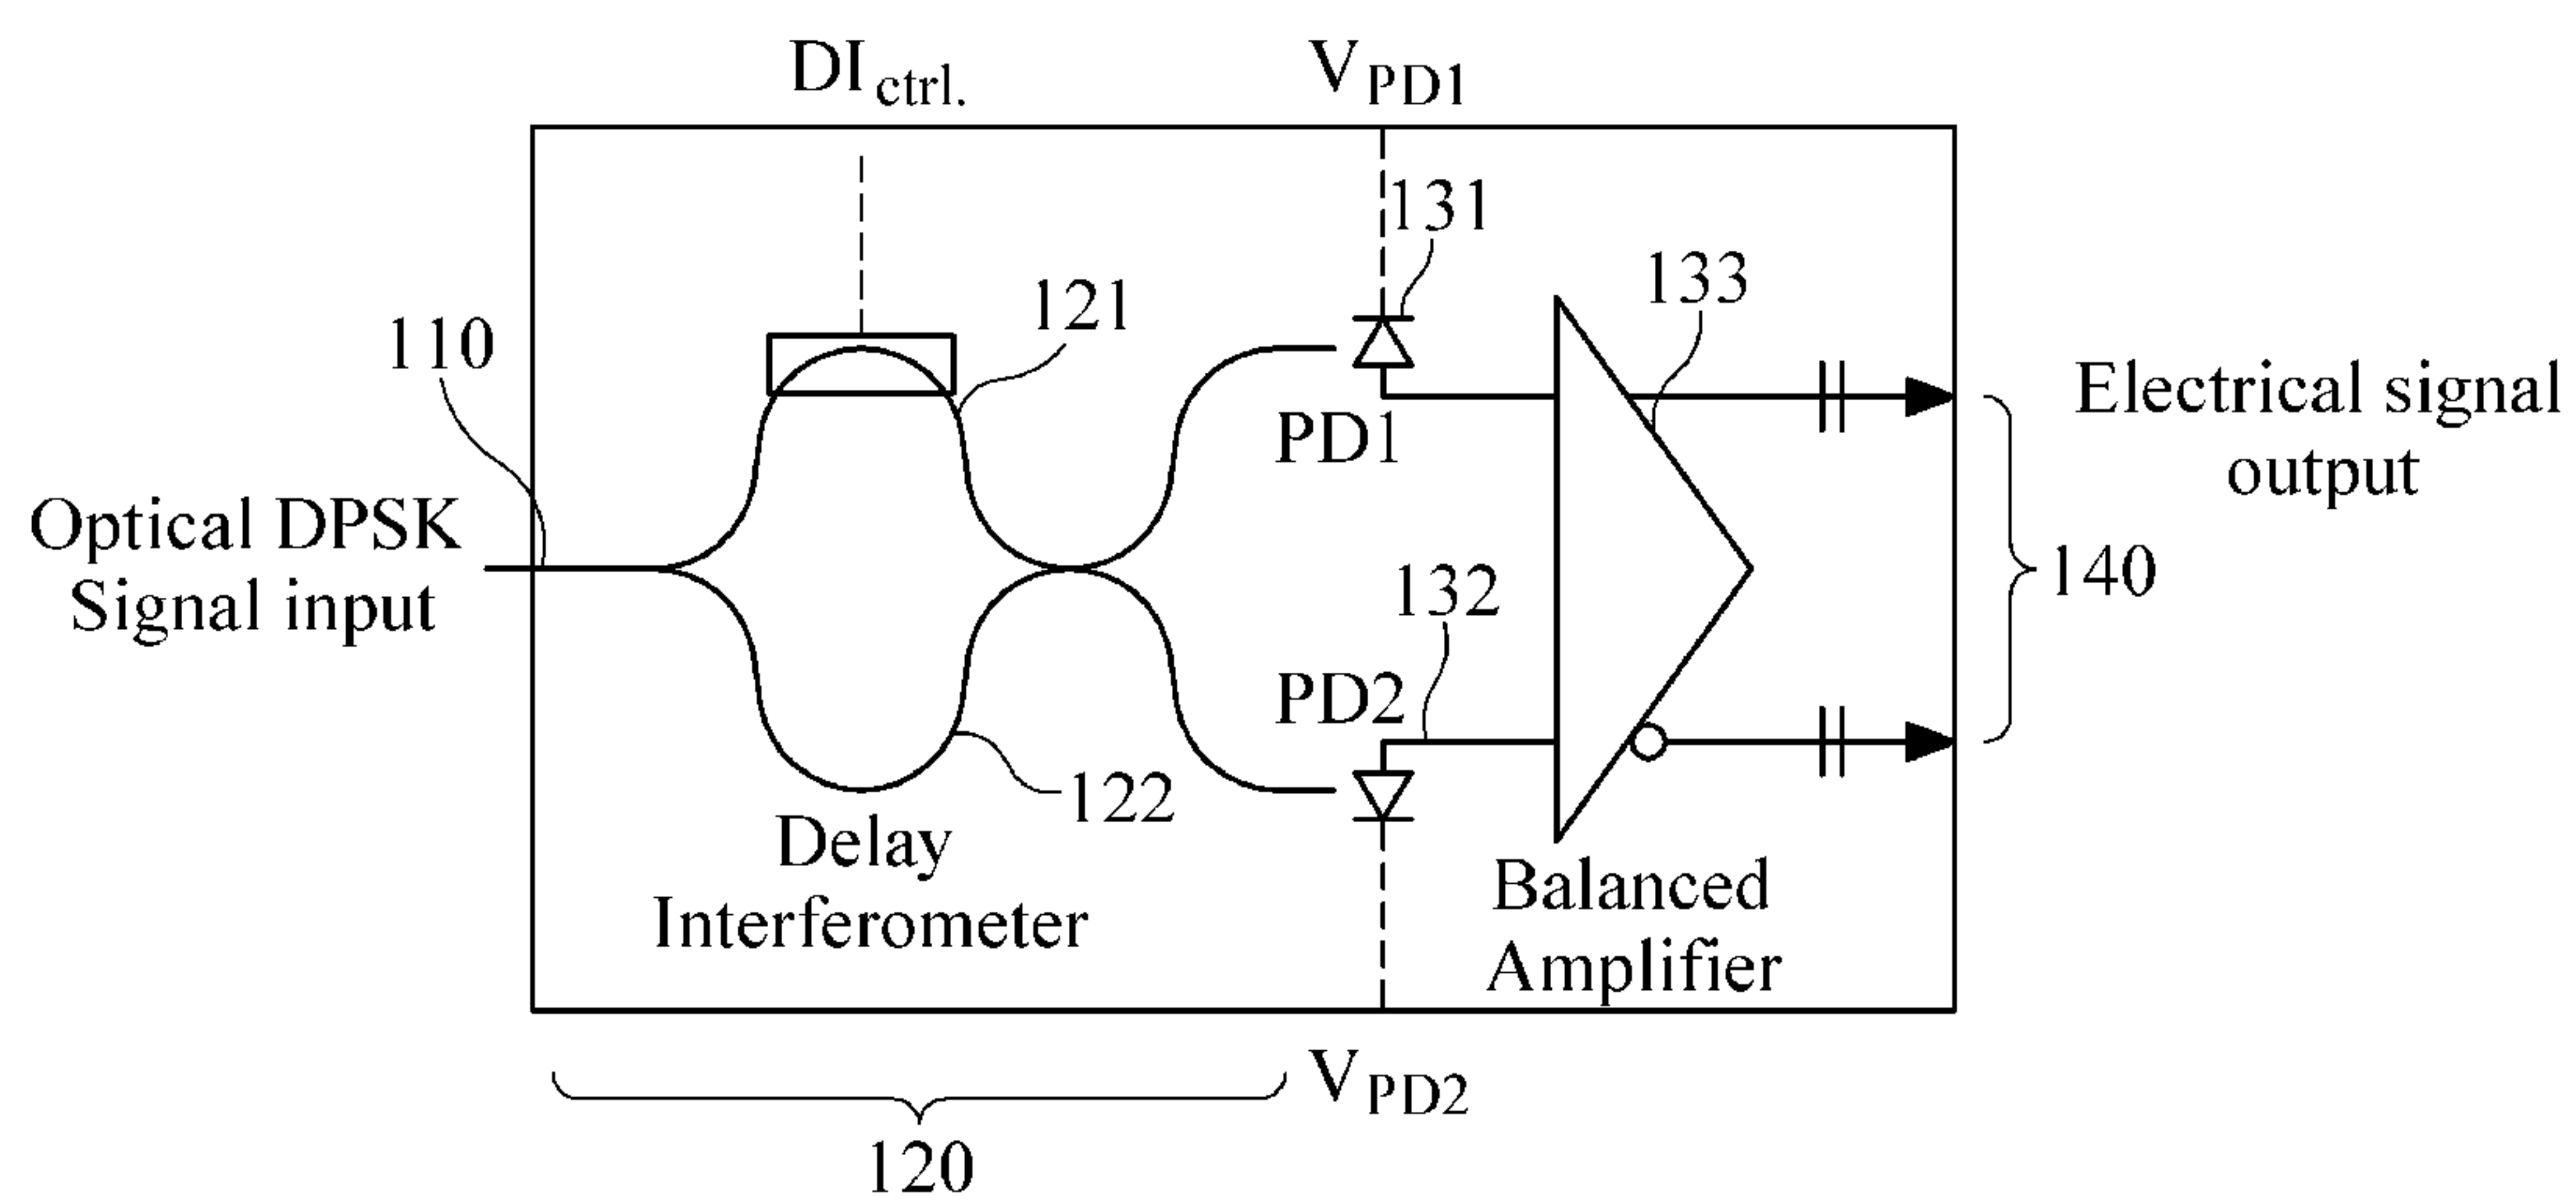 DI ctrl.
V PD1
131
133
121
110
Electrical signal
output
PD1
Optical DPSK
Signal input
140
132
PD2
122
Delay
Interferometer
Balanced
Amplifier
V PD2
120